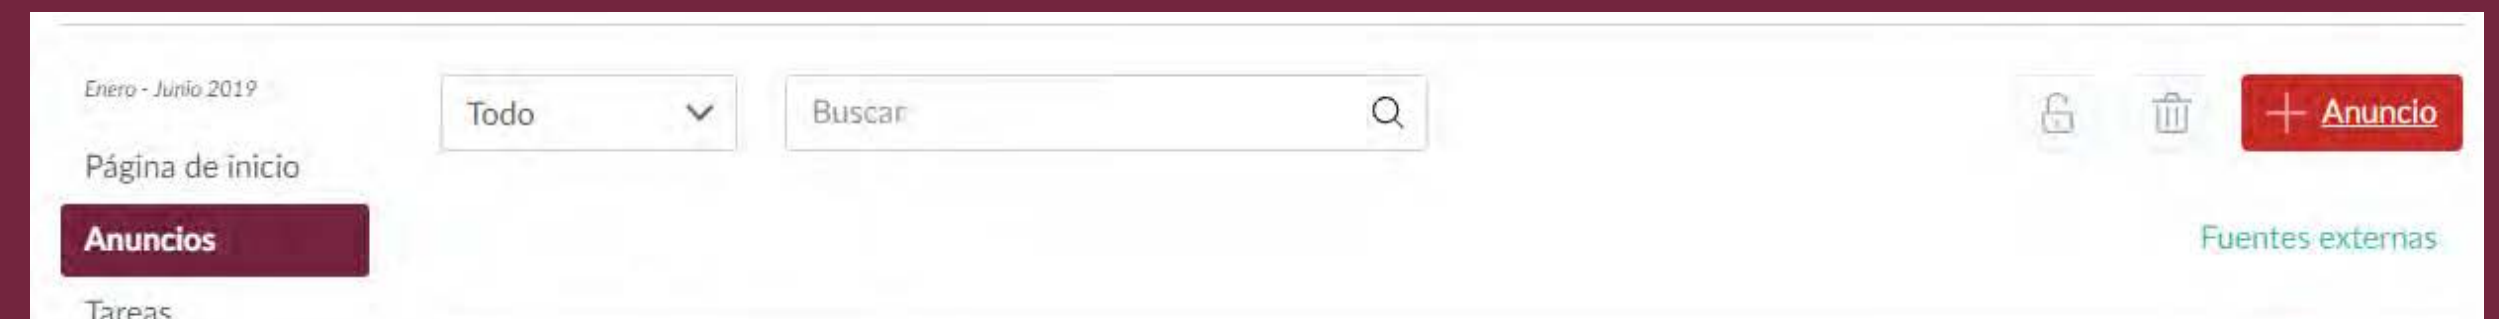 Enero - Junio 2019
Todo
Buscar
+ Anuncio
Página de inicio
Anuncios
Fuentes externas
Tareas